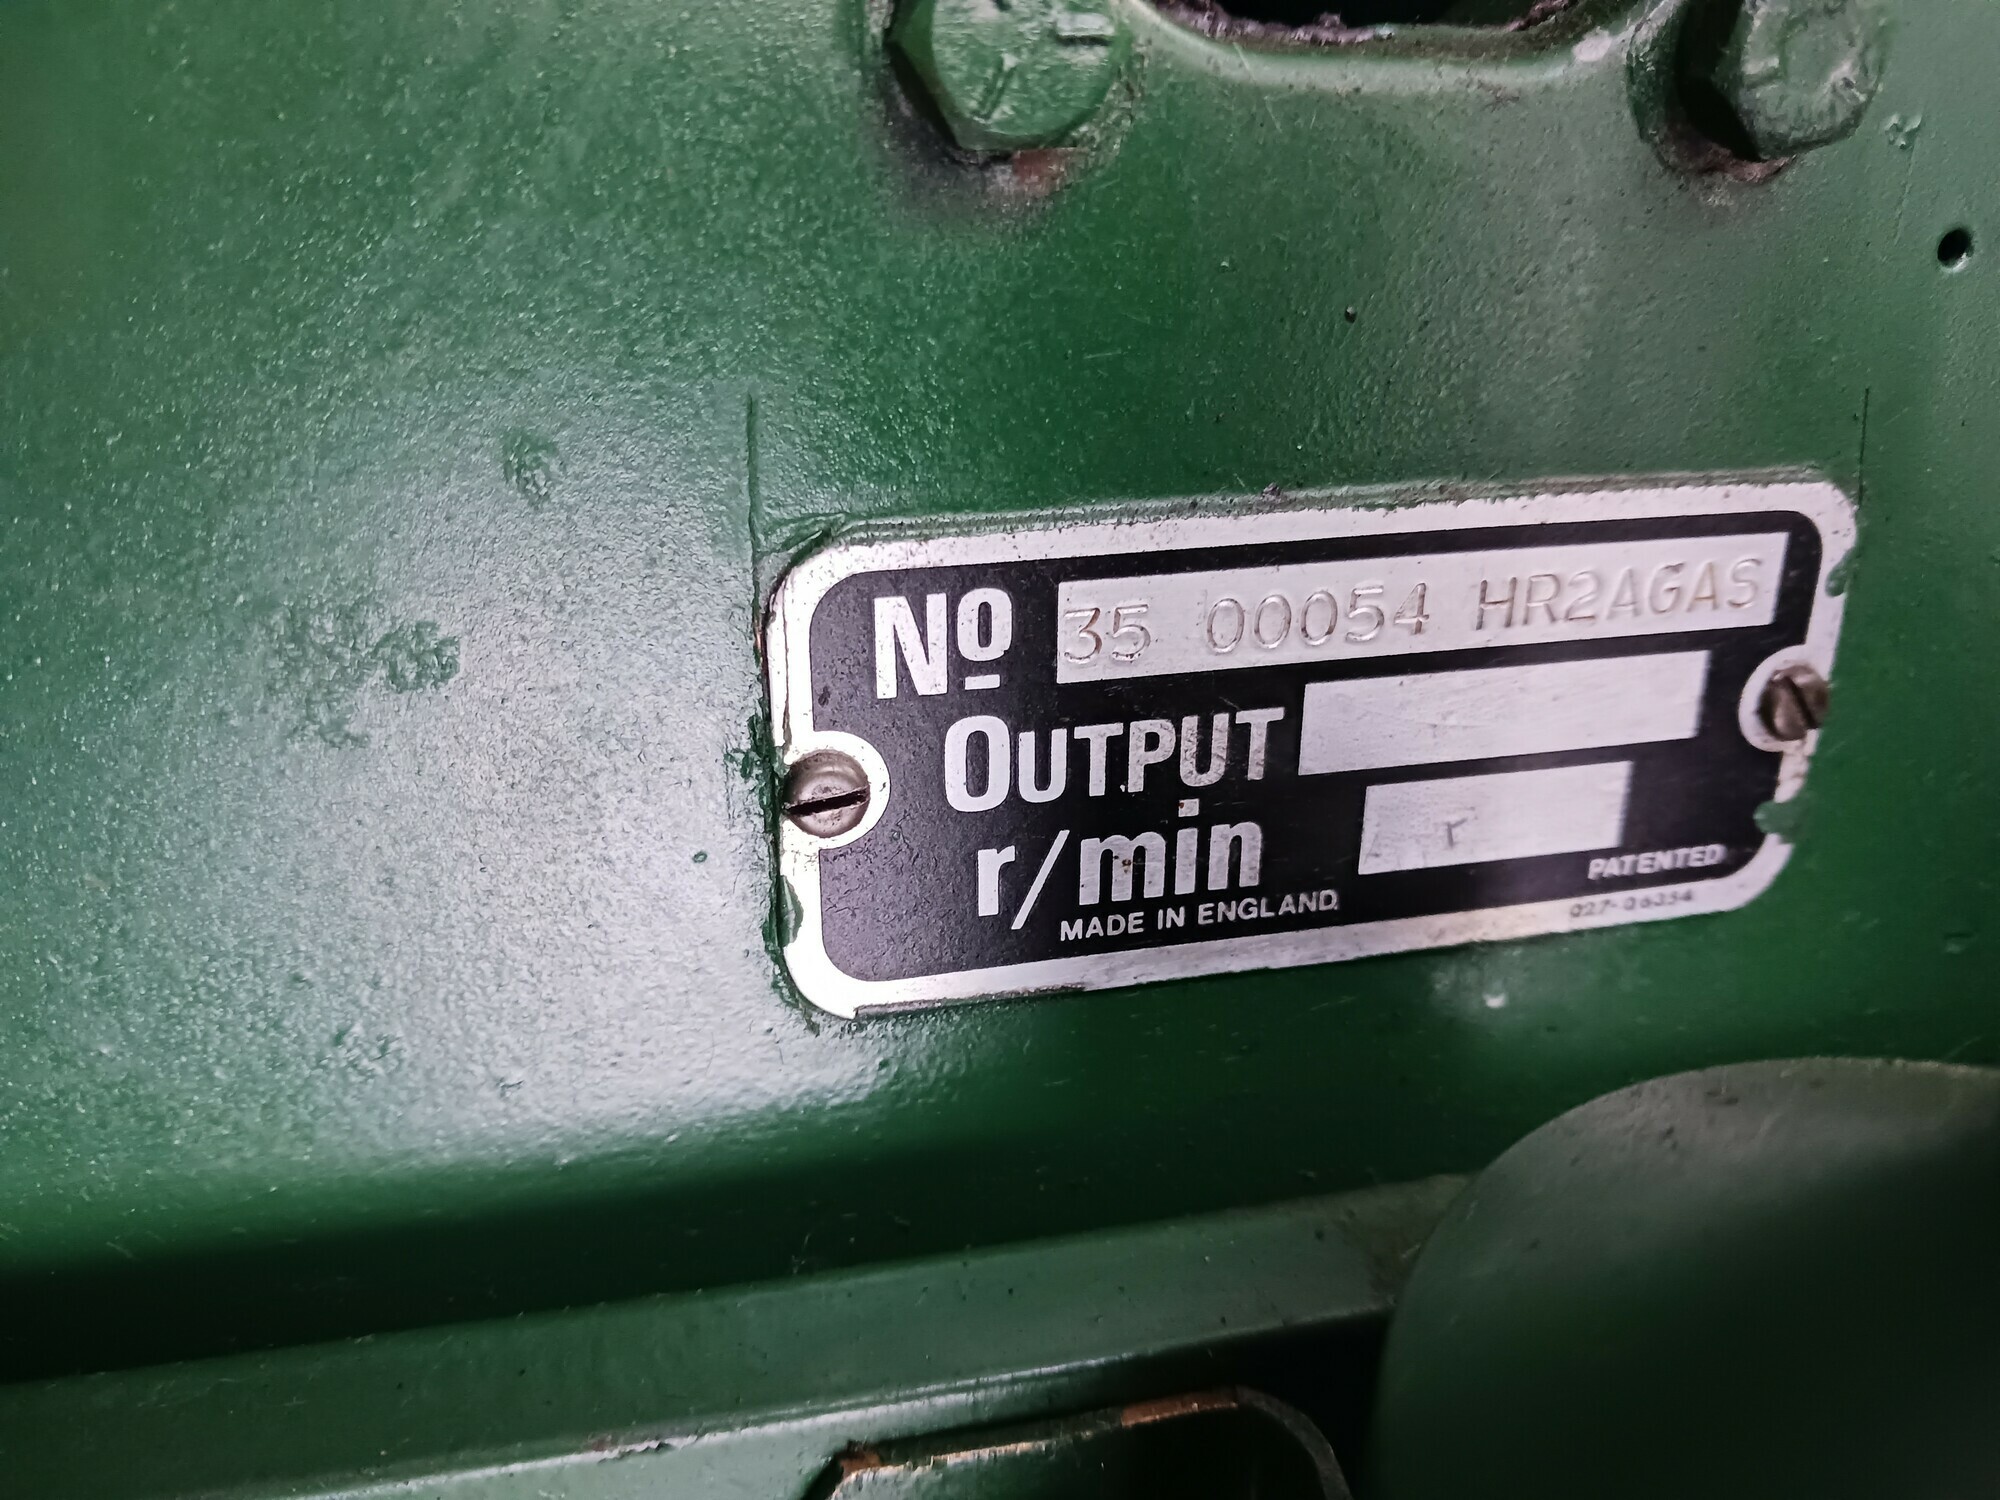 No 35 00054 HR2AGAS
OUTPUT
r/min r
MADE IN ENGLAND
PATENTED
027-06354